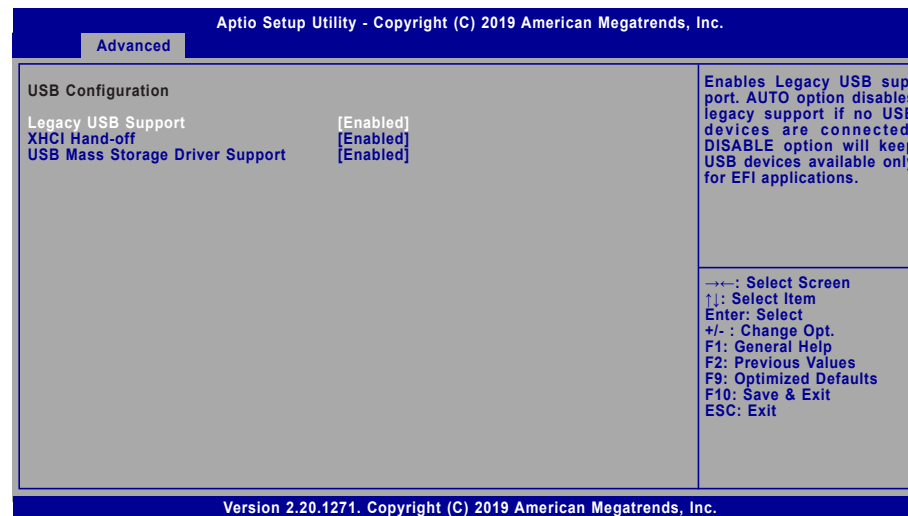 Aptio Setup Utility - Copyright (C) 2019 American Megatrends, Inc.
Advanced
USB Configuration
Legacy USB Support [Enabled]
XHCI Hand-off [Enabled]
USB Mass Storage Driver Support [Enabled]
Enables Legacy USB sup
port. AUTO option disables
legacy support if no USB
devices are connected
DISABLE option will keep
USB devices available only
for EFI applications.
→←: Select Screen
↑↓: Select Item
Enter: Select
+/- : Change Opt.
F1: General Help
F2: Previous Values
F9: Optimized Defaults
F10: Save & Exit
ESC: Exit
Version 2.20.1271. Copyright (C) 2019 American Megatrends, Inc.